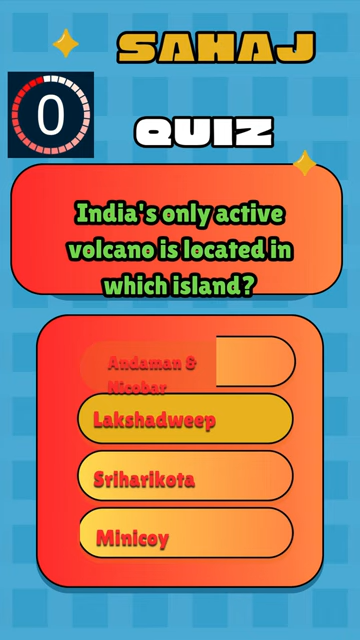 SAHAJ
0
QUIZ
India's only active
volcano is located in
which island?
Andaman &
Nicobar
Lakshadweep
Sriharikota
Minicoy